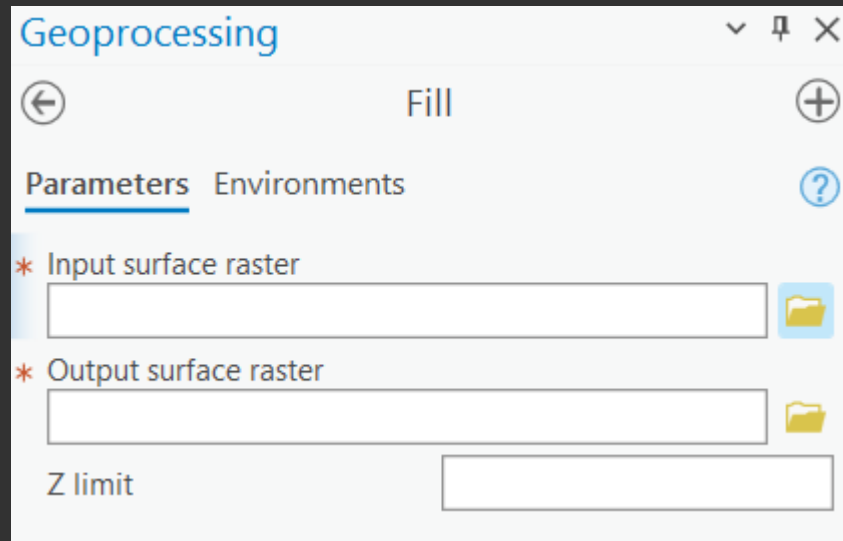 Geoprocessing
Fill
Parameters Environments
?
* Input surface raster
* Output surface raster
Z limit